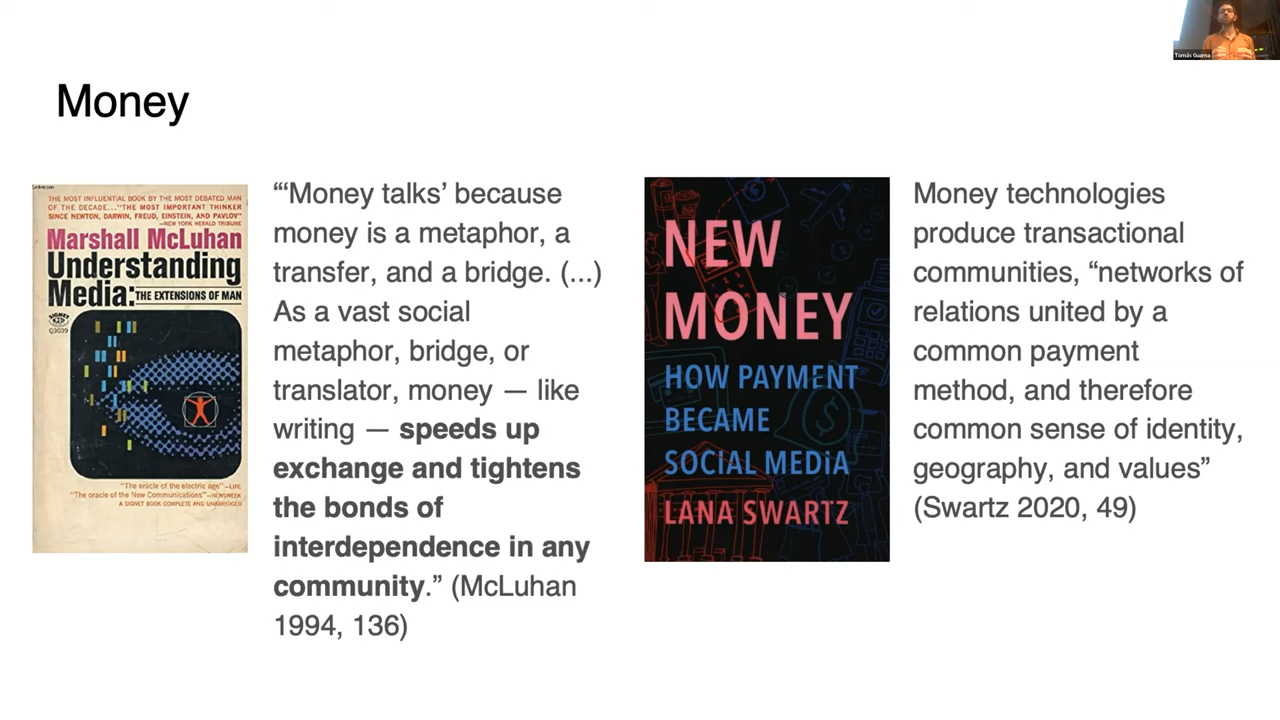 Tomás Guarna
Money
THE MOST INFLUENTIAL BOOK BY THE MOST DEBATED MAN
OF THE DECADE..."THE MOST IMPORTANT THINKER
SINCE NEWTON, DARWIN, FREUD, EINSTEIN, AND PAVLOV"
—NEW YORK HERALD TRIBUNE
Marshall McLuhan
Understanding
Media: THE EXTENSIONS OF MAN
SIGNET
Q3039
"The oracle of the electric age"—LIFE
"The oracle of the New Communications"—NEWSWEEK
A SIGNET BOOK COMPLETE AND UNABRIDGED
“‘Money talks’ because
money is a metaphor, a
transfer, and a bridge. (...)
As a vast social
metaphor, bridge, or
translator, money — like
writing — speeds up
exchange and tightens
the bonds of
interdependence in any
community.” (McLuhan
1994, 136)
NEW
MONEY
HOW PAYMENT
BECAME
SOCIAL MEDiA
LANA SWARTZ
Money technologies
produce transactional
communities, “networks of
relations united by a
common payment
method, and therefore
common sense of identity,
geography, and values”
(Swartz 2020, 49)